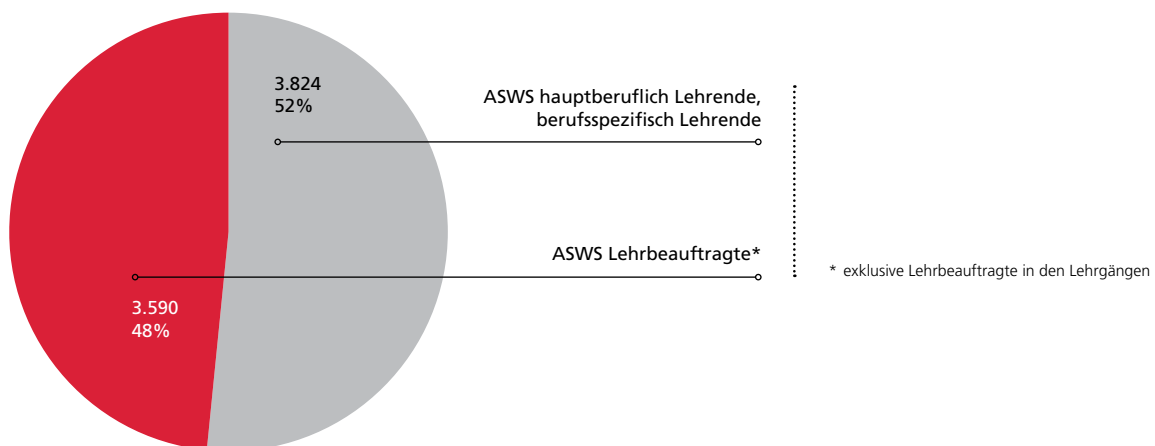 3.824
52%
ASWS hauptberuflich Lehrende,
berufsspezifisch Lehrende
ASWS Lehrbeauftragte*
* exklusive Lehrbeauftragte in den Lehrgängen
3.590
48%